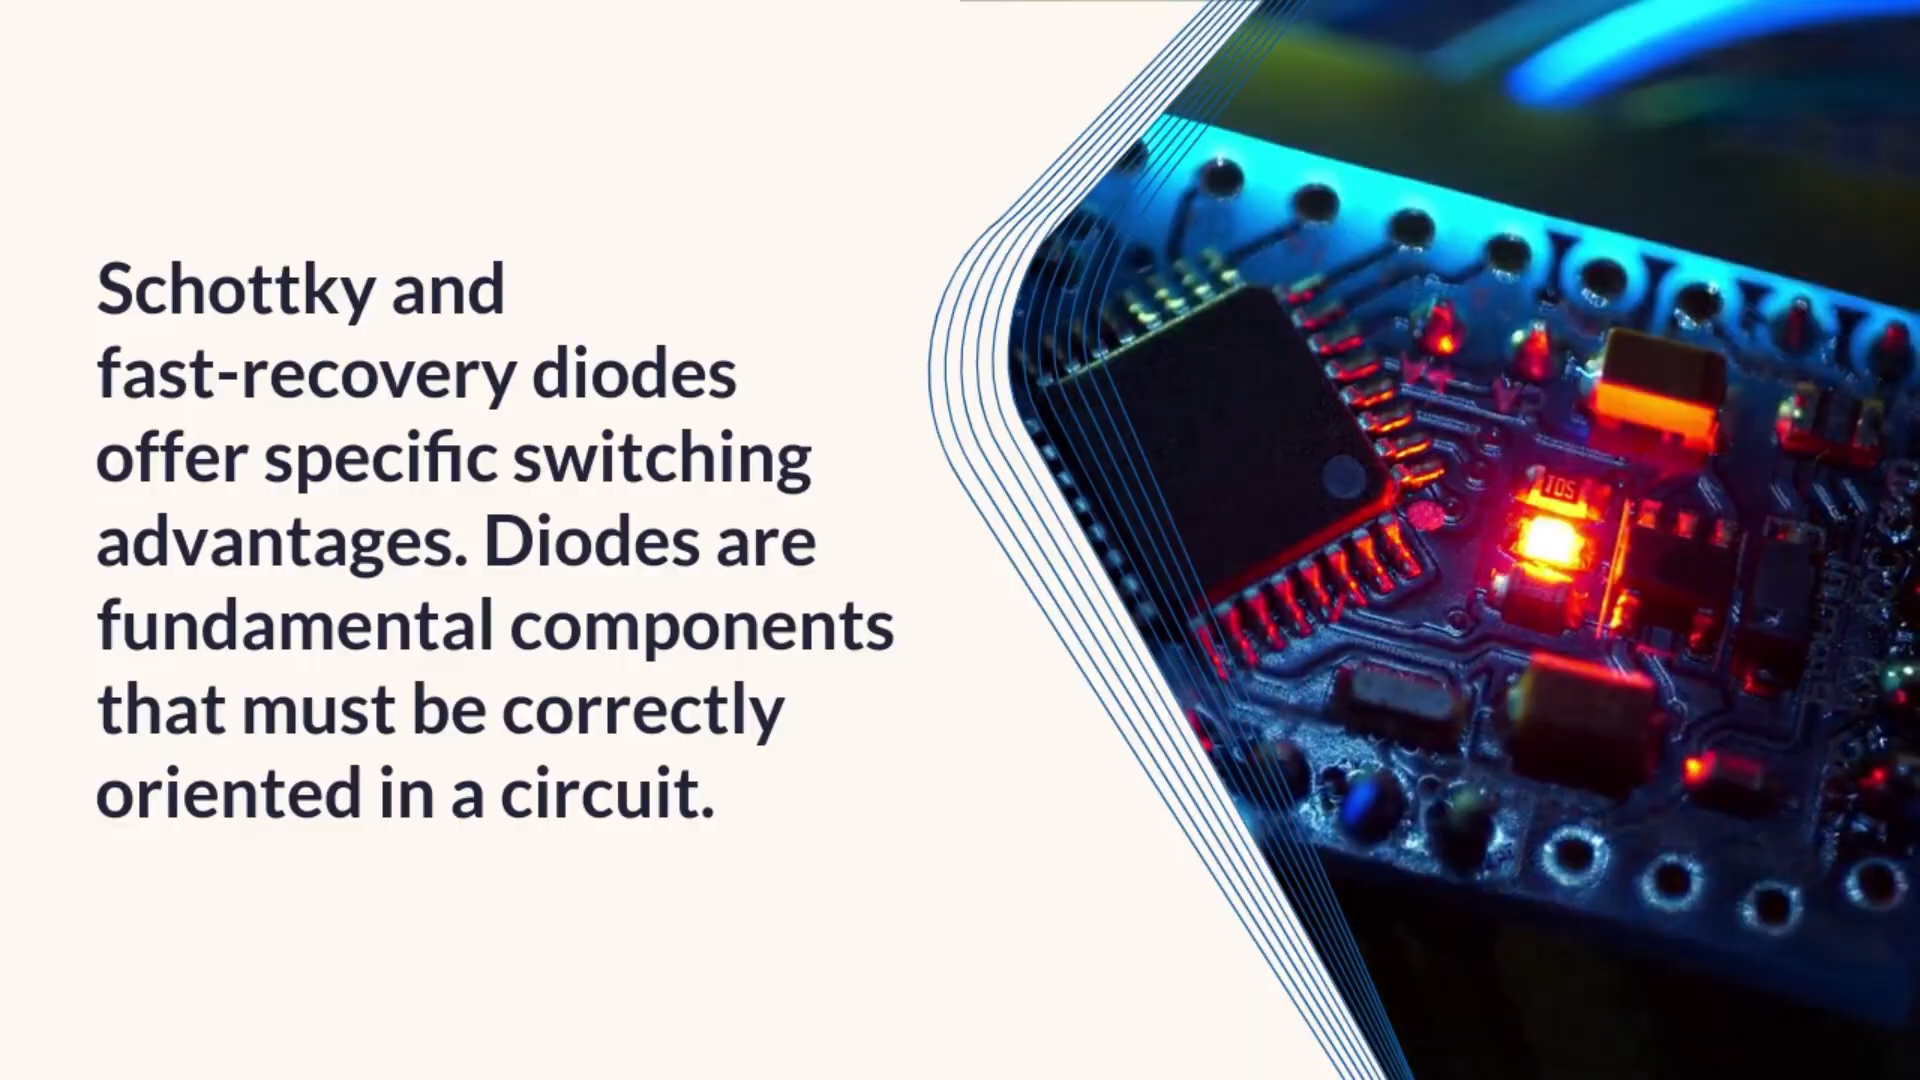 Schottky and
fast-recovery diodes
offer specific switching
advantages. Diodes are
fundamental components
that must be correctly
oriented in a circuit.